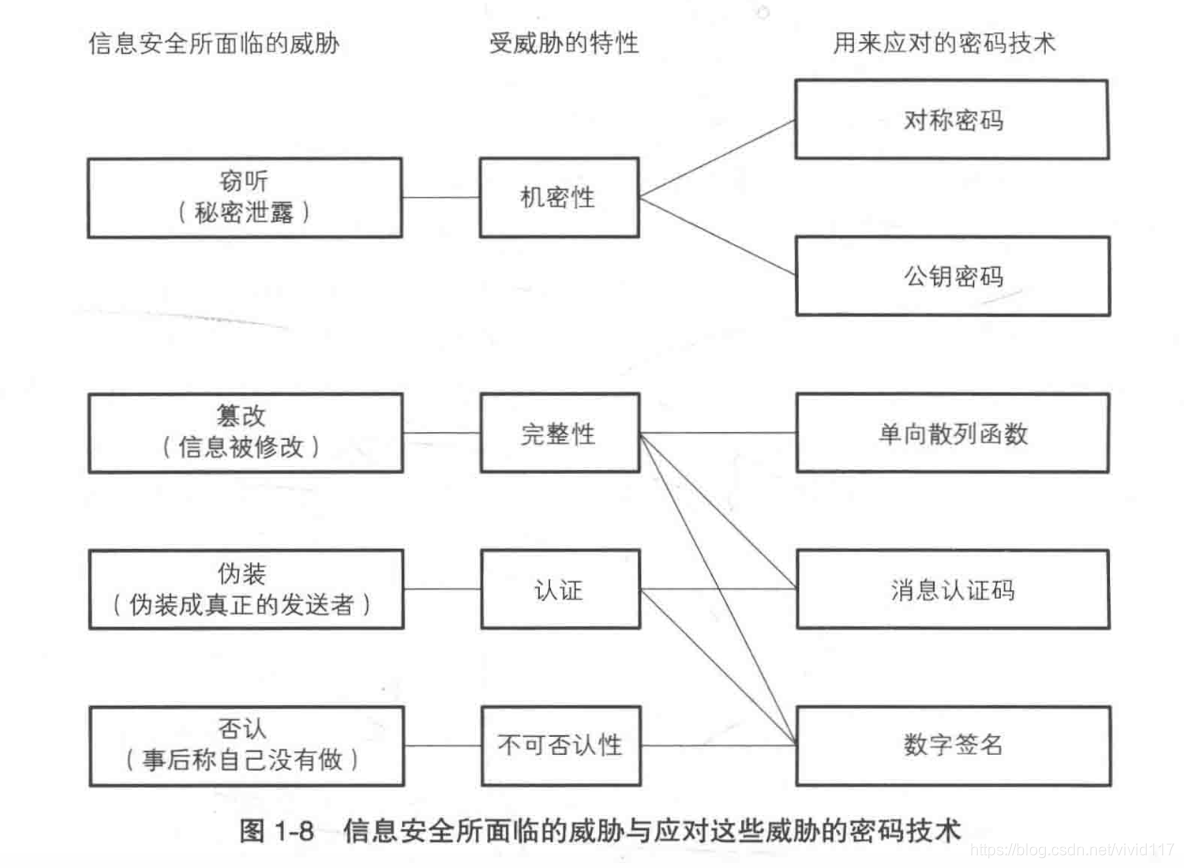 信息安全所面临的威胁
受威胁的特性
用来应对的密码技术
对称密码
窃听
（秘密泄露）
机密性
公钥密码
篡改
（信息被修改）
完整性
单向散列函数
伪装
（伪装成真正的发送者）
认证
消息认证码
否认
（事后称自己没有做）
不可否认性
数字签名
图 1-8 信息安全所面临的威胁与应对这些威胁的密码技术
https://blog.csdn.net/vivid117